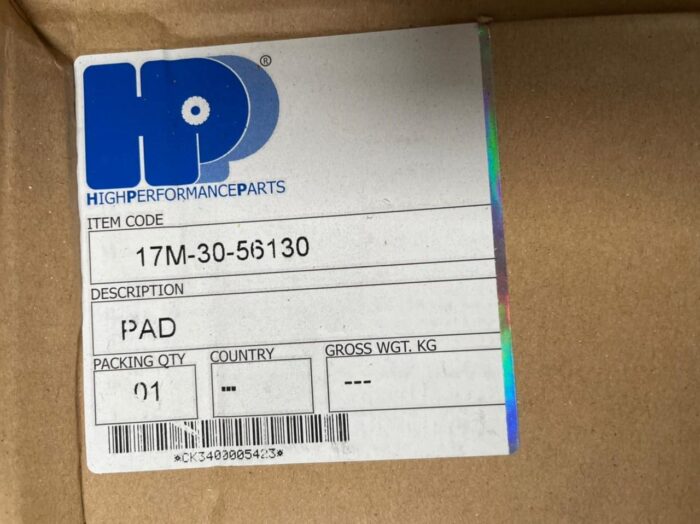 HP ®
HIGHPERFORMANCEPARTS
ITEM CODE
17M-30-56130
DESCRIPTION
PAD
PACKING QTY COUNTRY GROSS WGT. KG
01 --- ---
*CK3400005423*